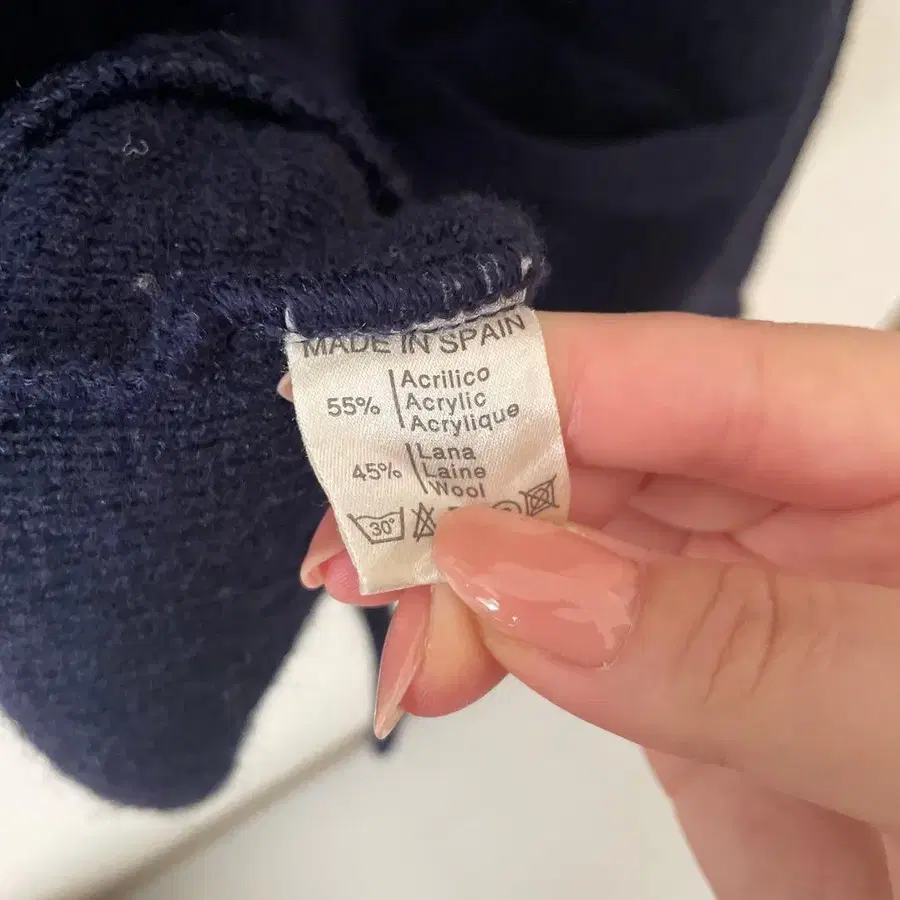 MADE IN SPAIN
55% Acrilico
Acrylic
Acrylique
45% Lana
Laine
Wool
30°